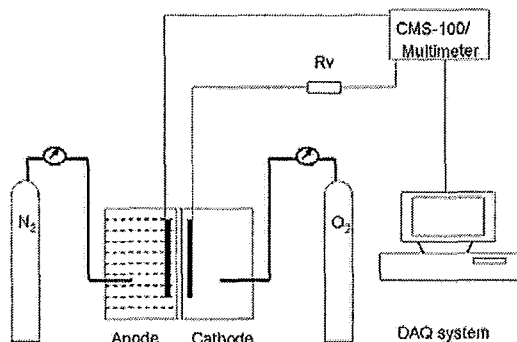 CMS-100/
Multimeter
Rv
N₂
O₂
Anode
Cathode
DAQ system